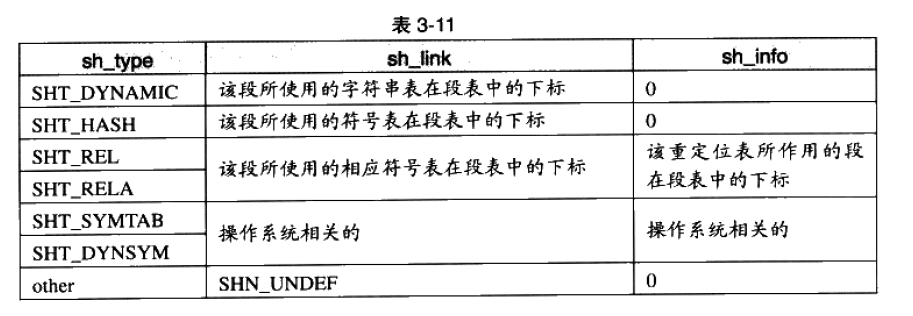 表 3-11
sh_type sh_link sh_info
SHT_DYNAMIC 该段所使用的字符串表在段表中的下标 0
SHT_HASH 该段所使用的符号表在段表中的下标 0
SHT_REL 该段所使用的相应符号表在段表中的下标 该重定位表所作用的段
SHT_RELA 在段表中的下标
SHT_SYMTAB 操作系统相关的 操作系统相关的
SHT_DYNSYM
other SHN_UNDEF 0